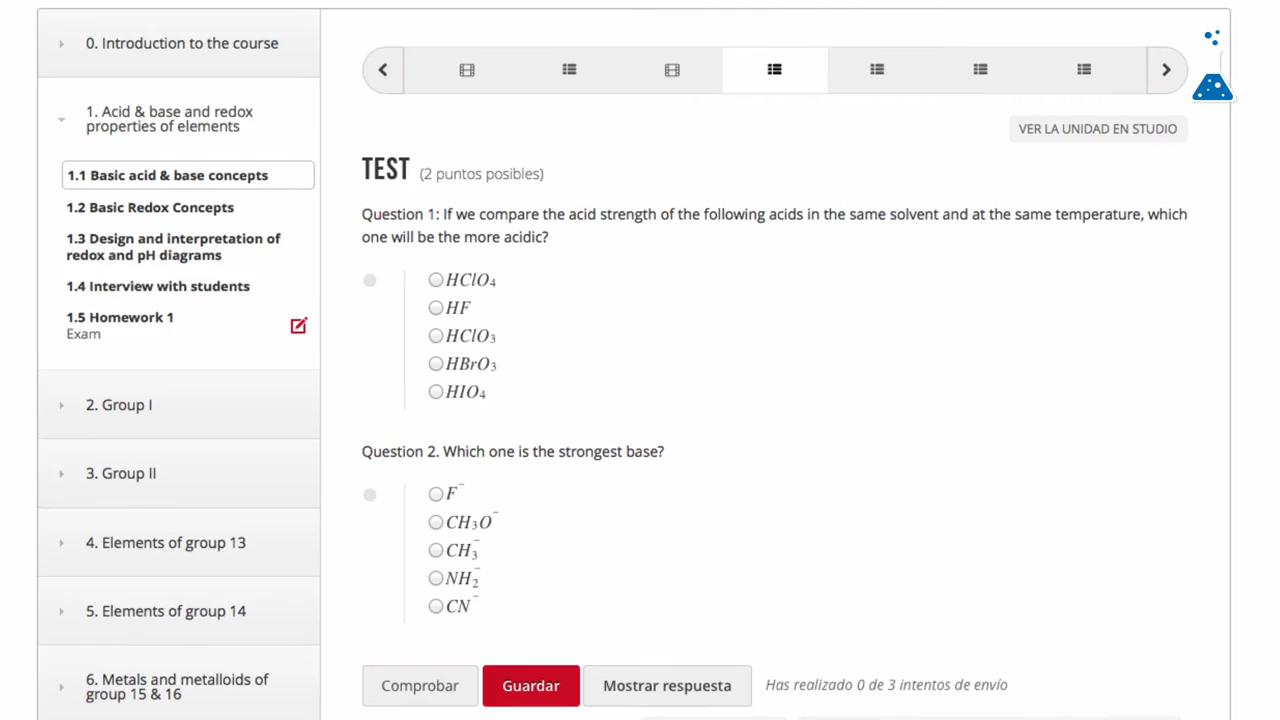 0. Introduction to the course
1. Acid & base and redox
properties of elements
1.1 Basic acid & base concepts
1.2 Basic Redox Concepts
1.3 Design and interpretation of
redox and pH diagrams
1.4 Interview with students
1.5 Homework 1
Exam
2. Group I
3. Group II
4. Elements of group 13
5. Elements of group 14
6. Metals and metalloids of
group 15 & 16
VER LA UNIDAD EN STUDIO
TEST (2 puntos posibles)
Question 1: If we compare the acid strength of the following acids in the same solvent and at the same temperature, which
one will be the more acidic?
HClO₄
HF
HClO₃
HBrO₃
HIO₄
Question 2. Which one is the strongest base?
F⁻
CH₃O⁻
CH₃⁻
NH₂⁻
CN⁻
Comprobar Guardar Mostrar respuesta Has realizado 0 de 3 intentos de envío